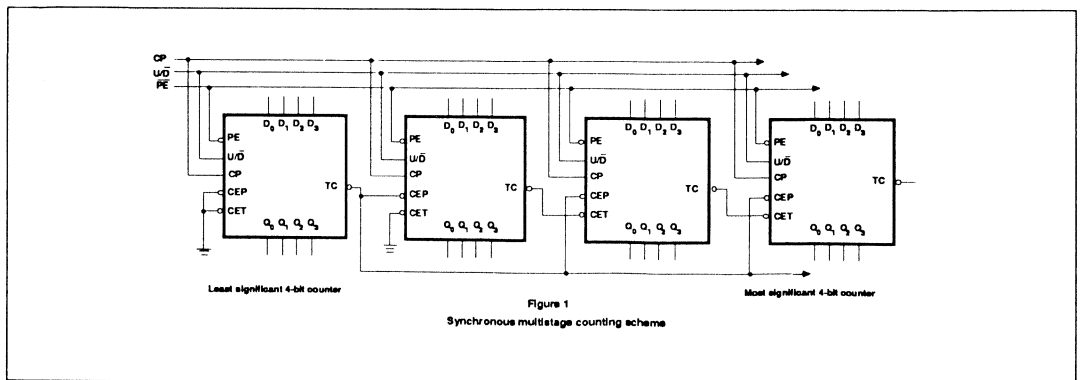 CP
U/D̅
P̅E̅
D0 D1 D2 D3
PE
U/D̅
CP
CEP
CET
TC
Q0 Q1 Q2 Q3
D0 D1 D2 D3
PE
U/D̅
CP
CEP
CET
TC
Q0 Q1 Q2 Q3
D0 D1 D2 D3
PE
U/D̅
CP
CEP
CET
TC
Q0 Q1 Q2 Q3
D0 D1 D2 D3
PE
U/D̅
CP
CEP
CET
TC
Q0 Q1 Q2 Q3
Least significant 4-bit counter
Most significant 4-bit counter
Figure 1
Synchronous multistage counting scheme